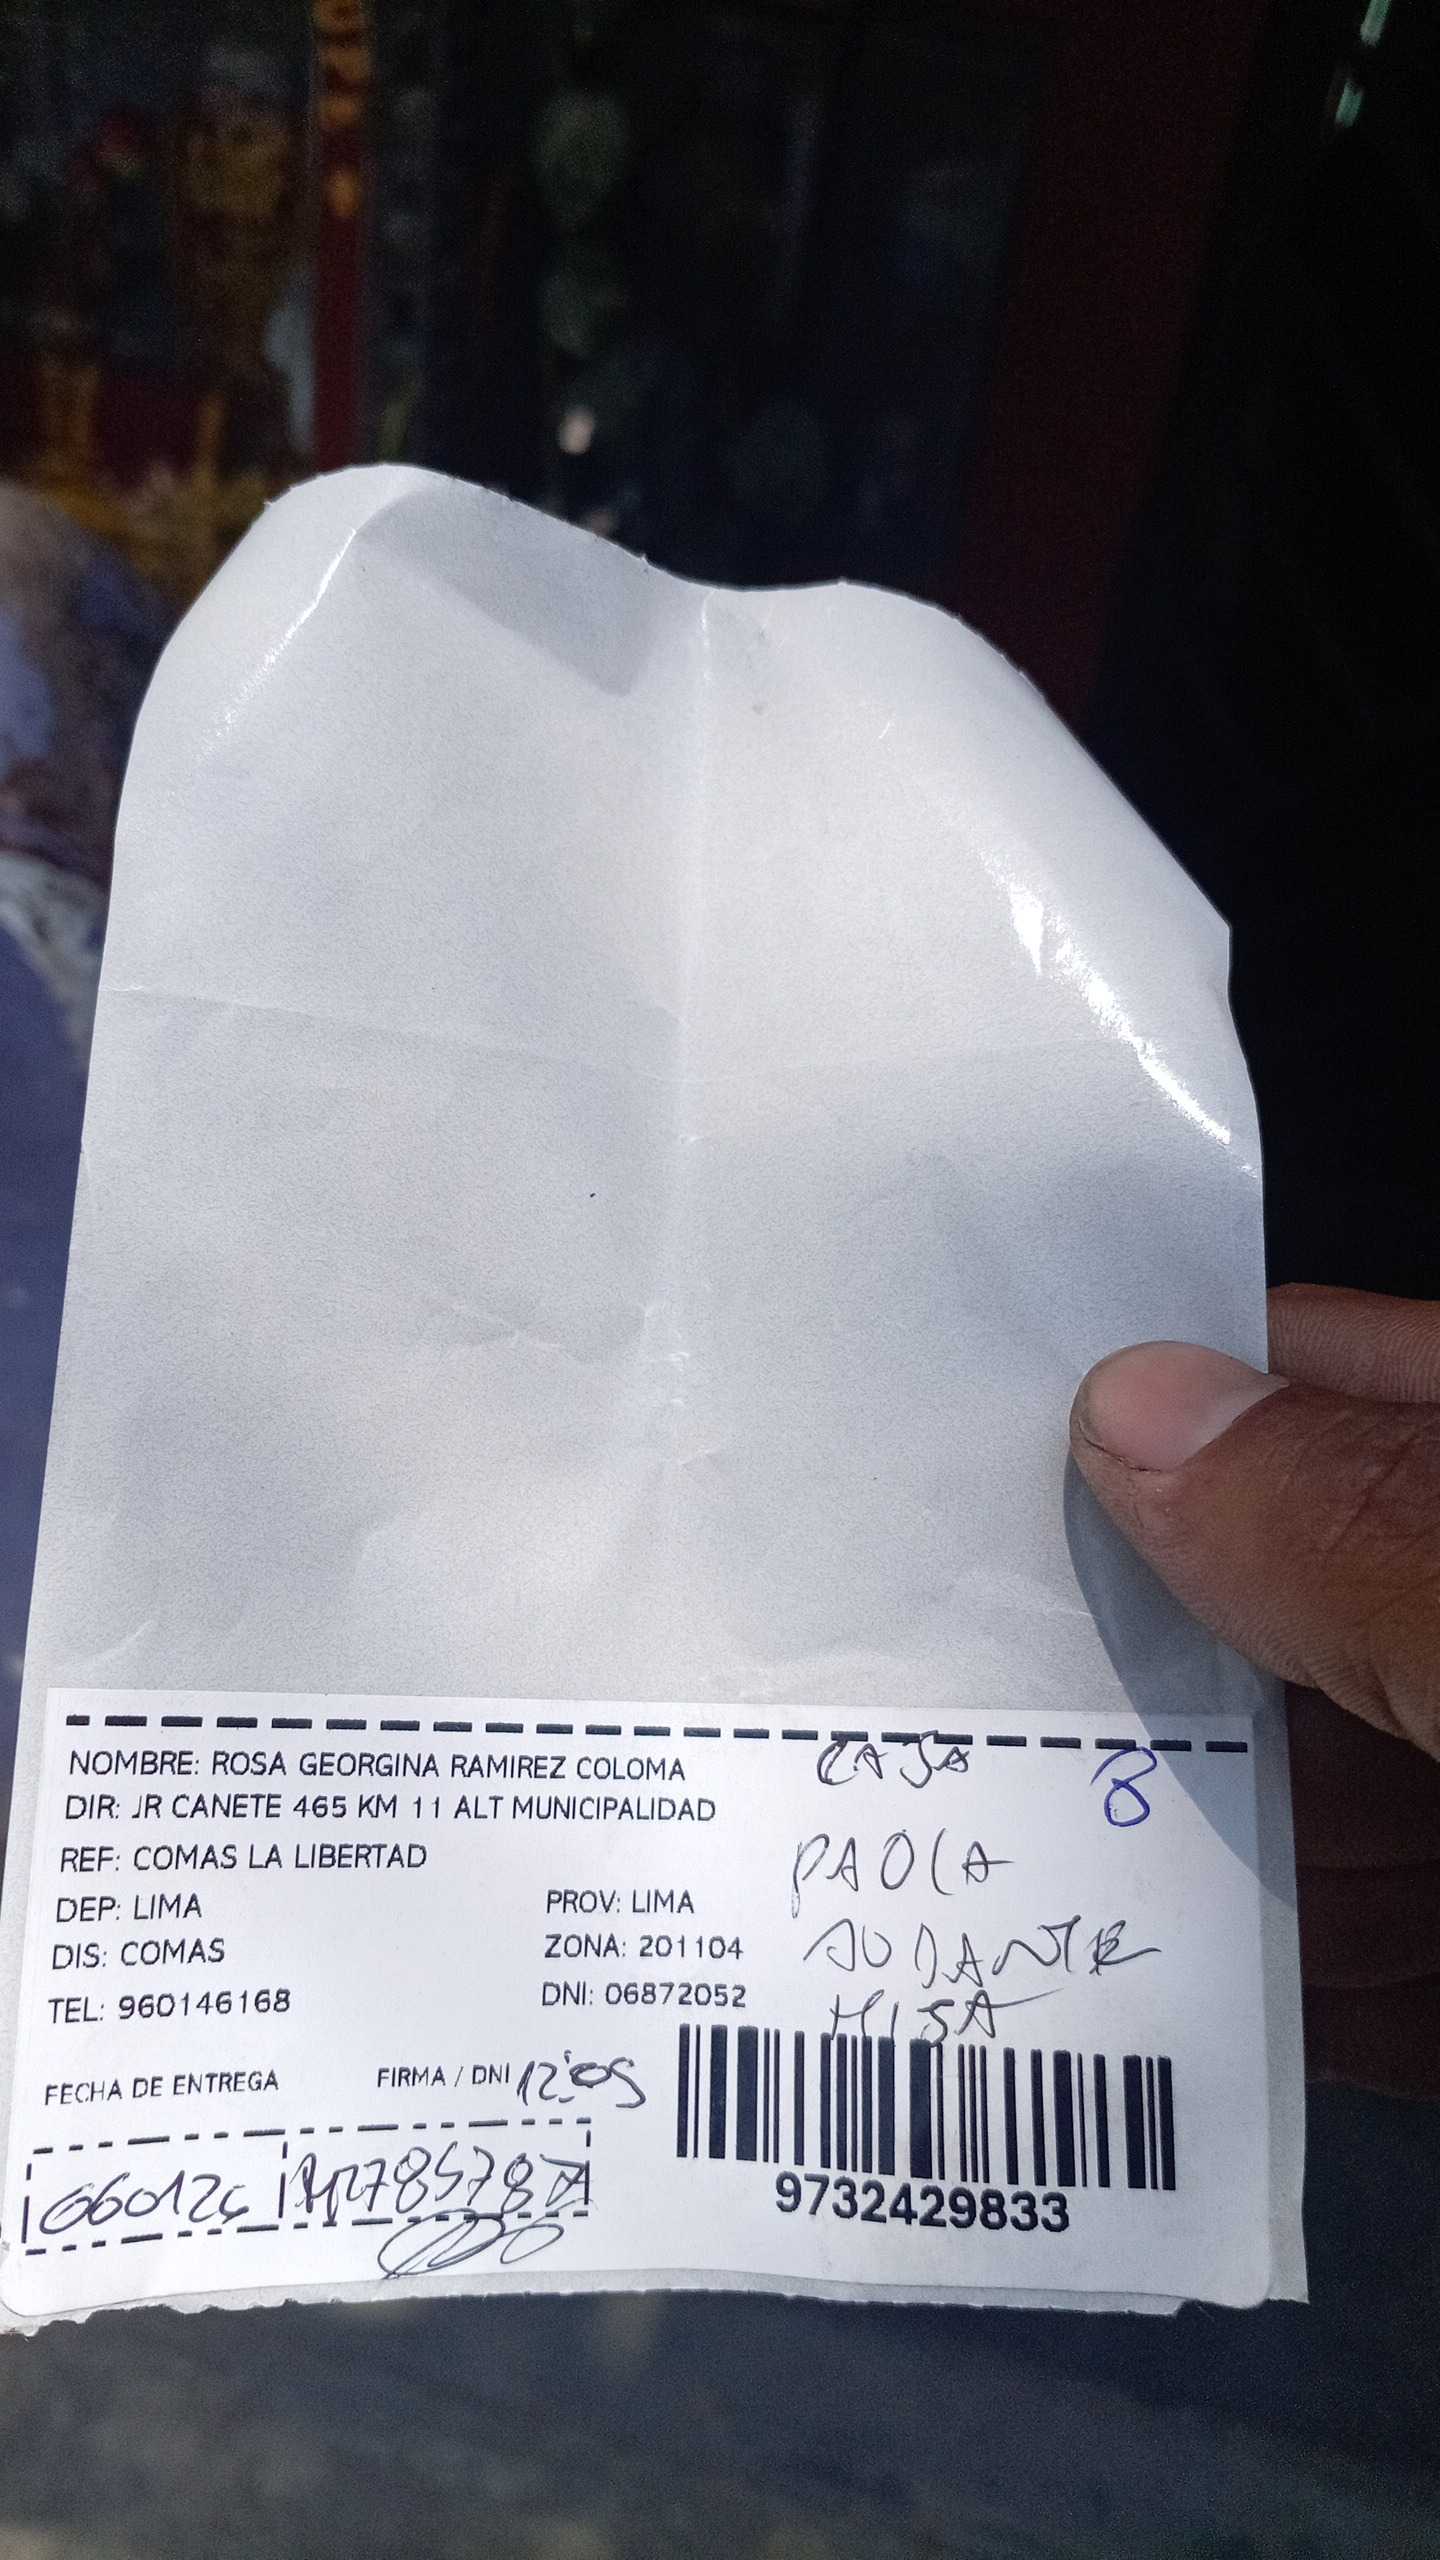 NOMBRE: ROSA GEORGINA RAMIREZ COLOMA
CAJA
B
DIR: JR CANETE 465 KM 11 ALT MUNICIPALIDAD
REF: COMAS LA LIBERTAD
PAOLA
DEP: LIMA PROV: LIMA
DIS: COMAS ZONA: 201104
TEL: 960146168 DNI: 06872052
HIJA
FECHA DE ENTREGA FIRMA / DNI 12:05
9732429833